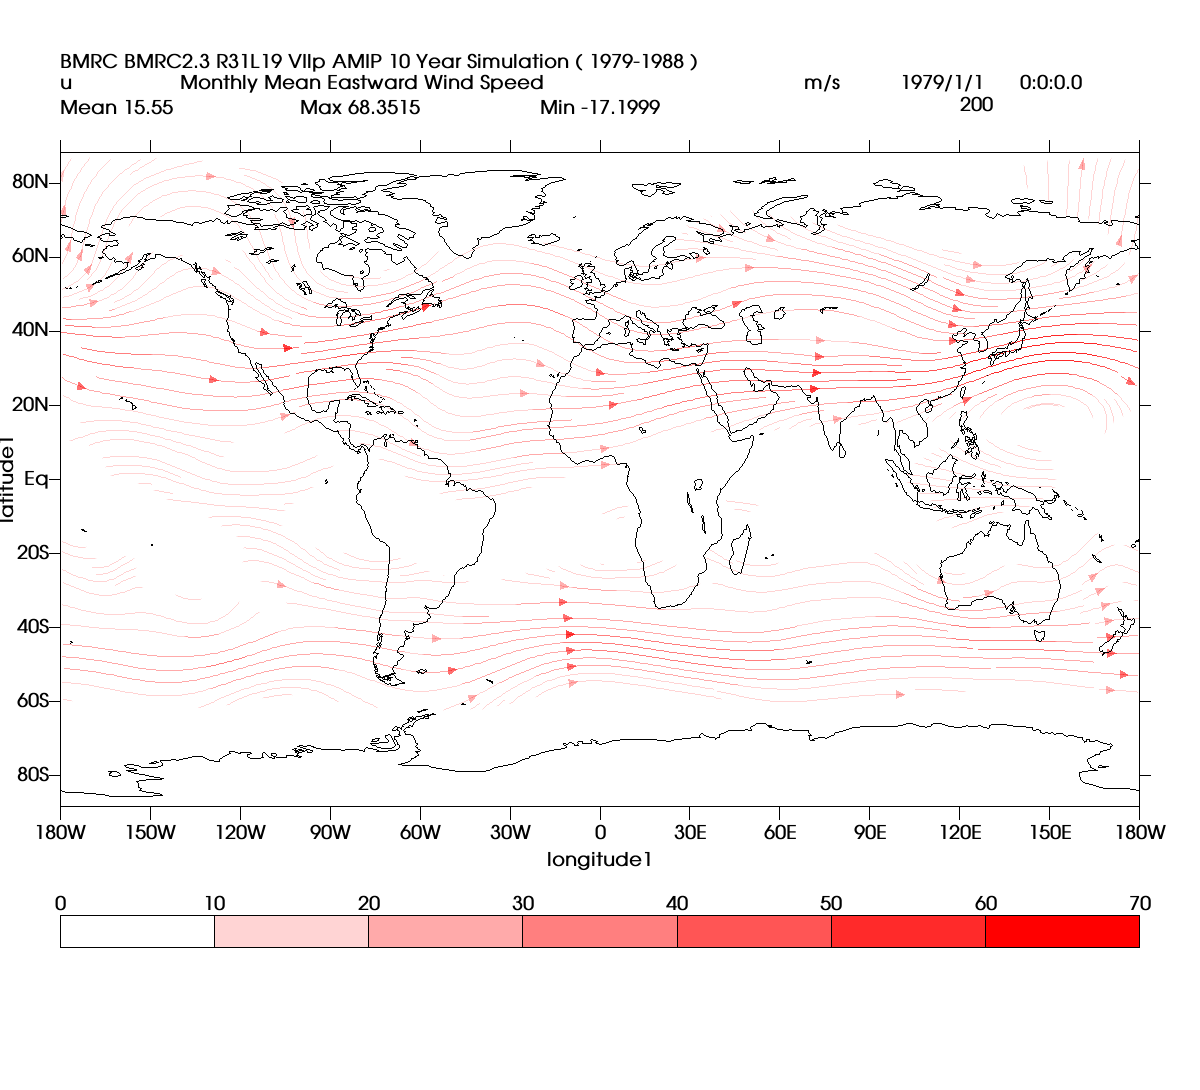 BMRC BMRC2.3 R31L19 VIIp AMIP 10 Year Simulation ( 1979-1988 )
u Monthly Mean Eastward Wind Speed m/s 1979/1/1 0:0:0.0
Mean 15.55 Max 68.3515 Min -17.1999 200
80N
60N
40N
20N
Eq
20S
40S
60S
80S
latitude1
180W 150W 120W 90W 60W 30W 0 30E 60E 90E 120E 150E 180W
longitude1
0 10 20 30 40 50 60 70